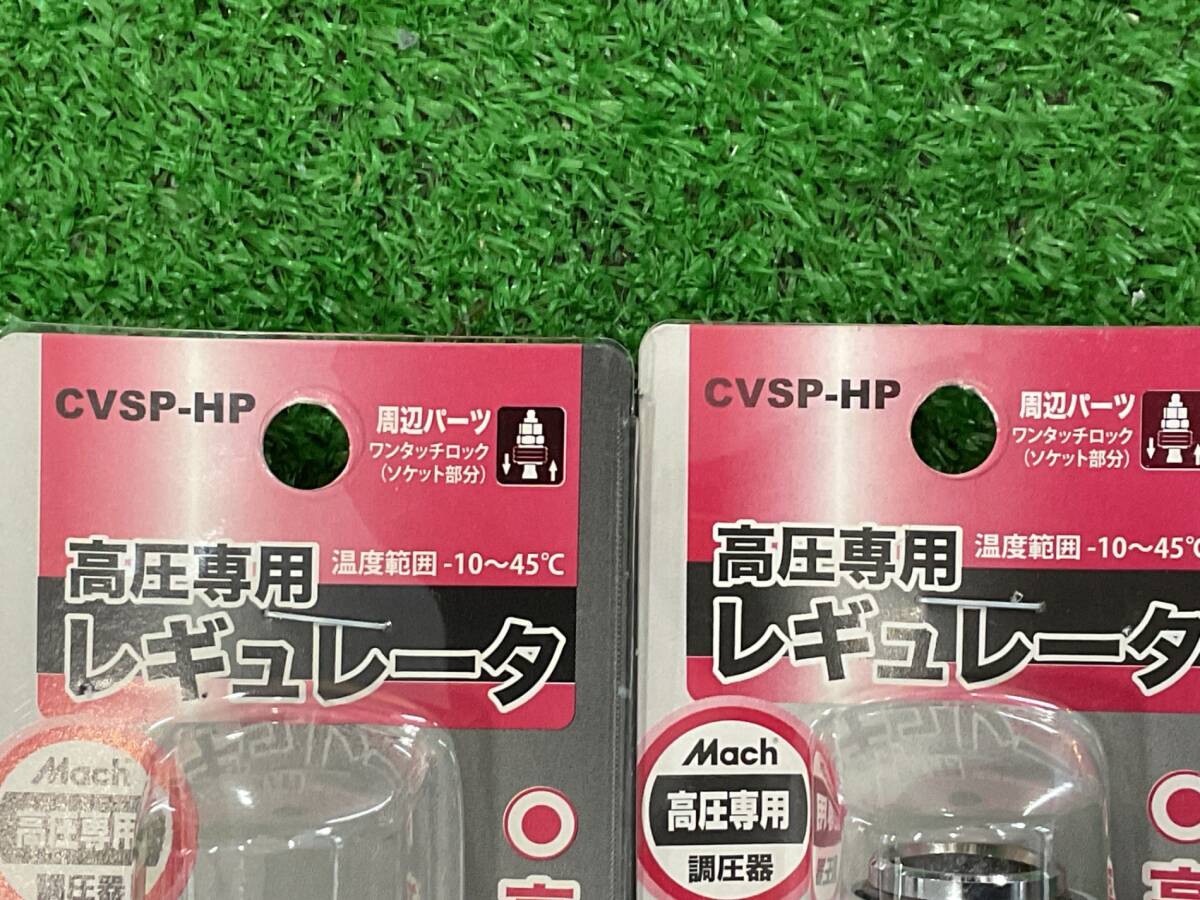 CVSP-HP
周辺パーツ
ワンタッチロック
（ソケット部分）
高圧専用
温度範囲 -10～45℃
レギュレータ
Mach
高圧専用
調圧器
CVSP-HP
周辺パーツ
ワンタッチロック
（ソケット部分）
高圧専用
温度範囲 -10～45℃
レギュレータ
Mach
高圧専用
調圧器